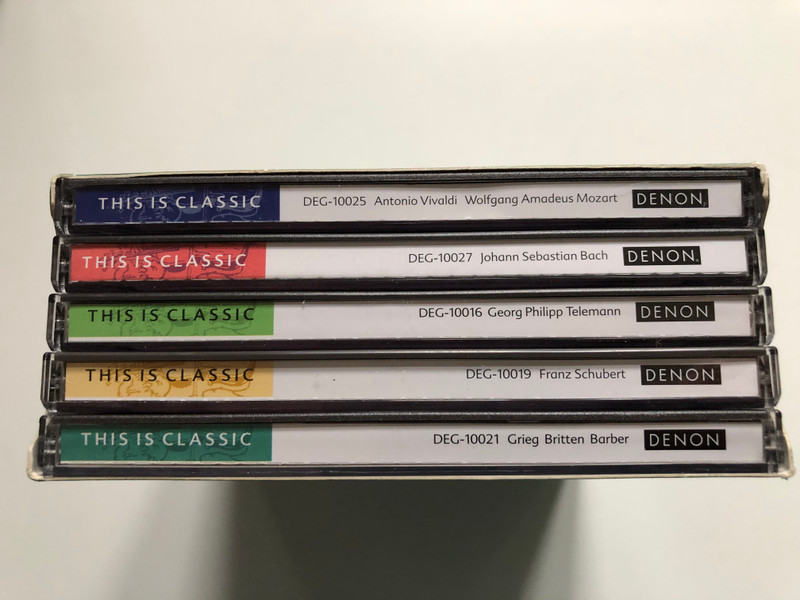 THIS IS CLASSIC DEG-10025 Antonio Vivaldi Wolfgang Amadeus Mozart DENON
THIS IS CLASSIC DEG-10027 Johann Sebastian Bach DENON
THIS IS CLASSIC DEG-10016 Georg Philipp Telemann DENON
THIS IS CLASSIC DEG-10019 Franz Schubert DENON
THIS IS CLASSIC DEG-10021 Grieg Britten Barber DENON